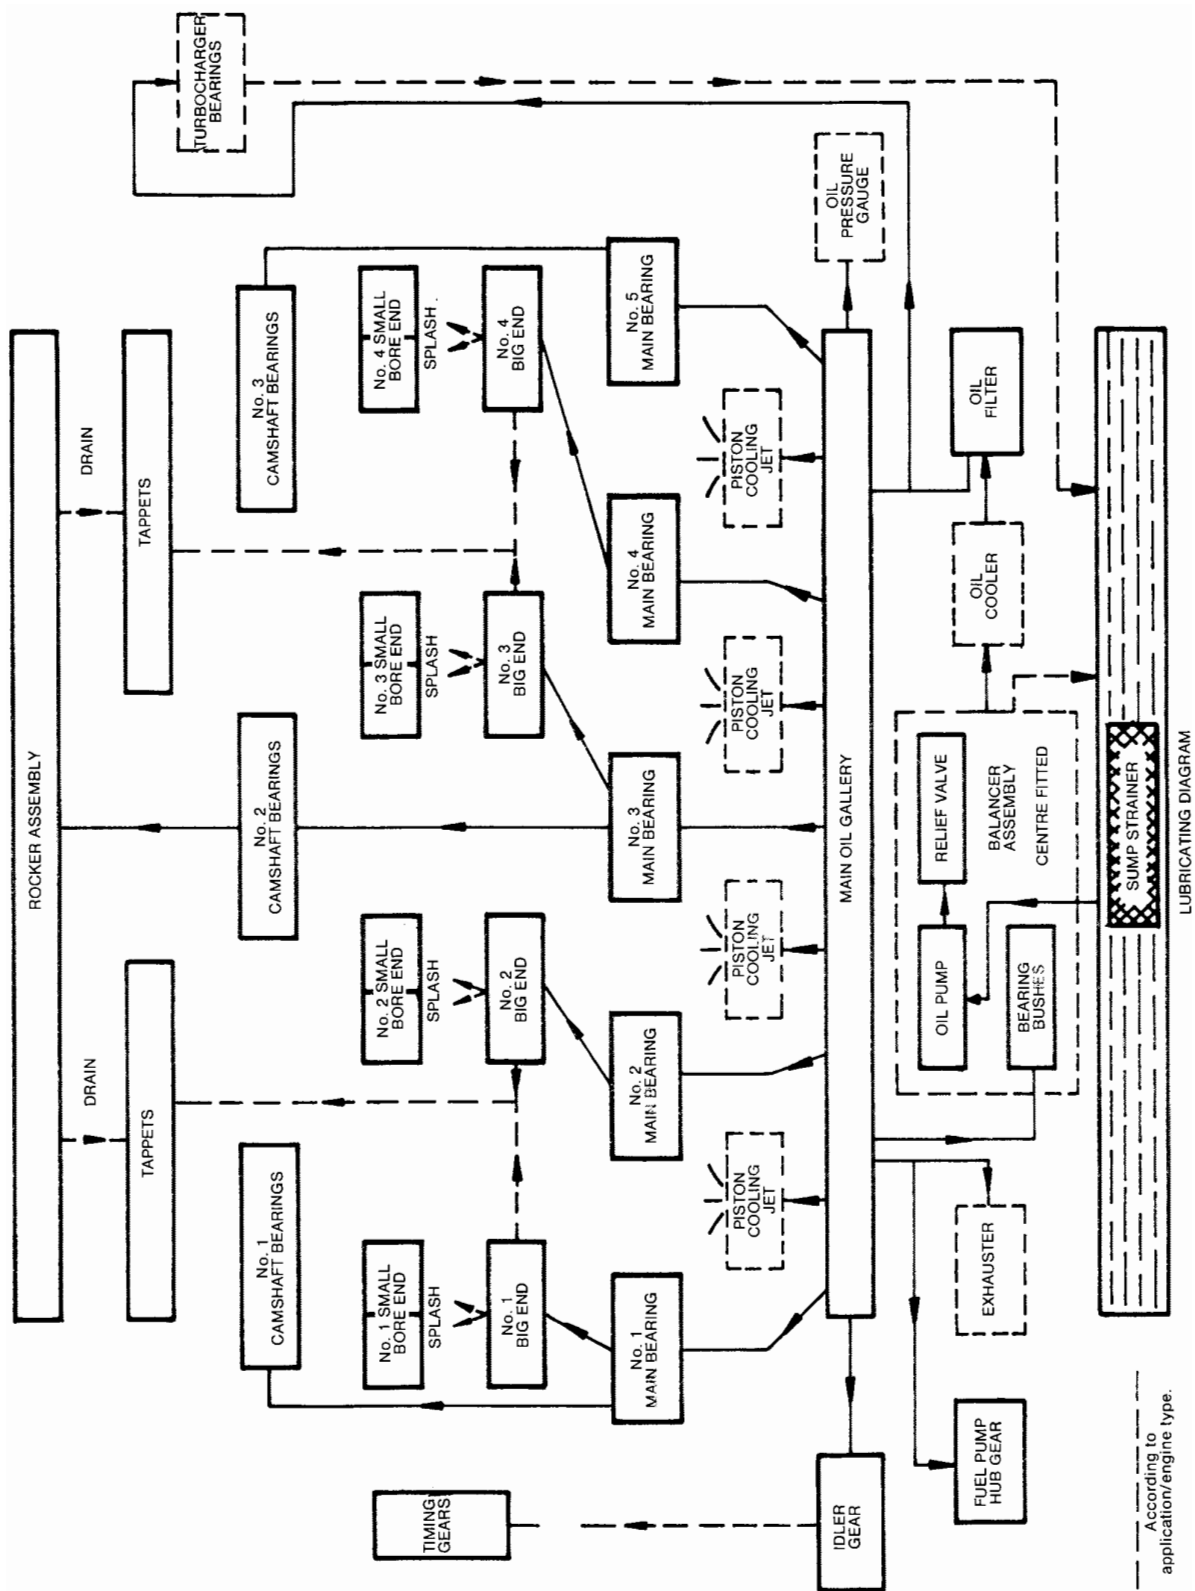 ROCKER ASSEMBLY
DRAIN
DRAIN
TAPPETS
TAPPETS
TURBOCHARGER
BEARINGS
No. 1
CAMSHAFT BEARINGS
No. 2
CAMSHAFT BEARINGS
No. 3
CAMSHAFT BEARINGS
TIMING
GEARS
No. 1 SMALL
BORE END
SPLASH
No. 2 SMALL
BORE END
SPLASH
No. 3 SMALL
BORE END
SPLASH
No. 4 SMALL
BORE END
SPLASH
No. 1
BIG END
No. 2
BIG END
No. 3
BIG END
No. 4
BIG END
No. 1
MAIN BEARING
No. 2
MAIN BEARING
No. 3
MAIN BEARING
No. 4
MAIN BEARING
No. 5
MAIN BEARING
PISTON
COOLING
JET
PISTON
COOLING
JET
PISTON
COOLING
JET
PISTON
COOLING
JET
IDLER
GEAR
MAIN OIL GALLERY
OIL
PRESSURE
GAUGE
FUEL PUMP
HUB GEAR
EXHAUSTER
OIL PUMP
RELIEF VALVE
BEARING
BUSHES
BALANCER
ASSEMBLY
CENTRE FITTED
OIL
COOLER
OIL
FILTER
SUMP STRAINER
According to
application/engine type.
LUBRICATING DIAGRAM